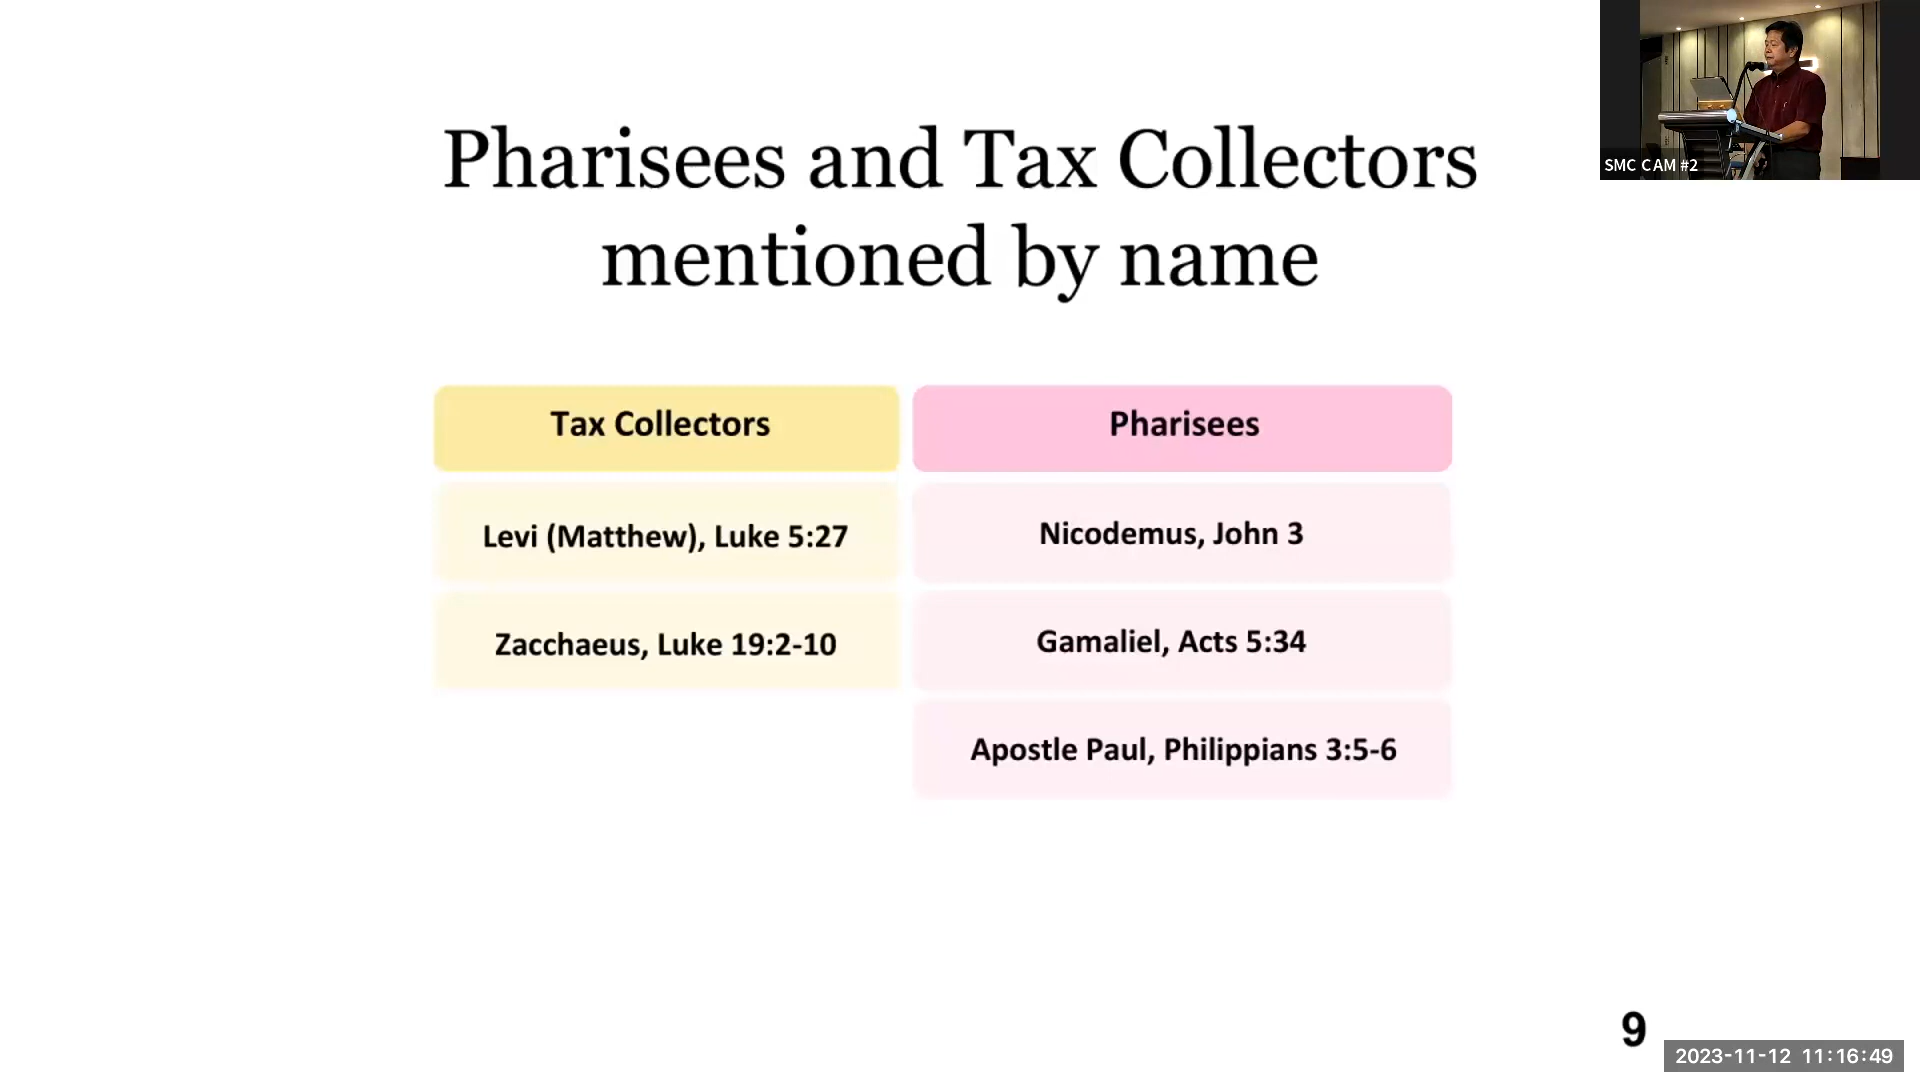 Pharisees and Tax Collectors
mentioned by name
Tax Collectors
Pharisees
Levi (Matthew), Luke 5:27
Nicodemus, John 3
Zacchaeus, Luke 19:2-10
Gamaliel, Acts 5:34
Apostle Paul, Philippians 3:5-6
SMC CAM #2
9
2023-11-12 11:16:49